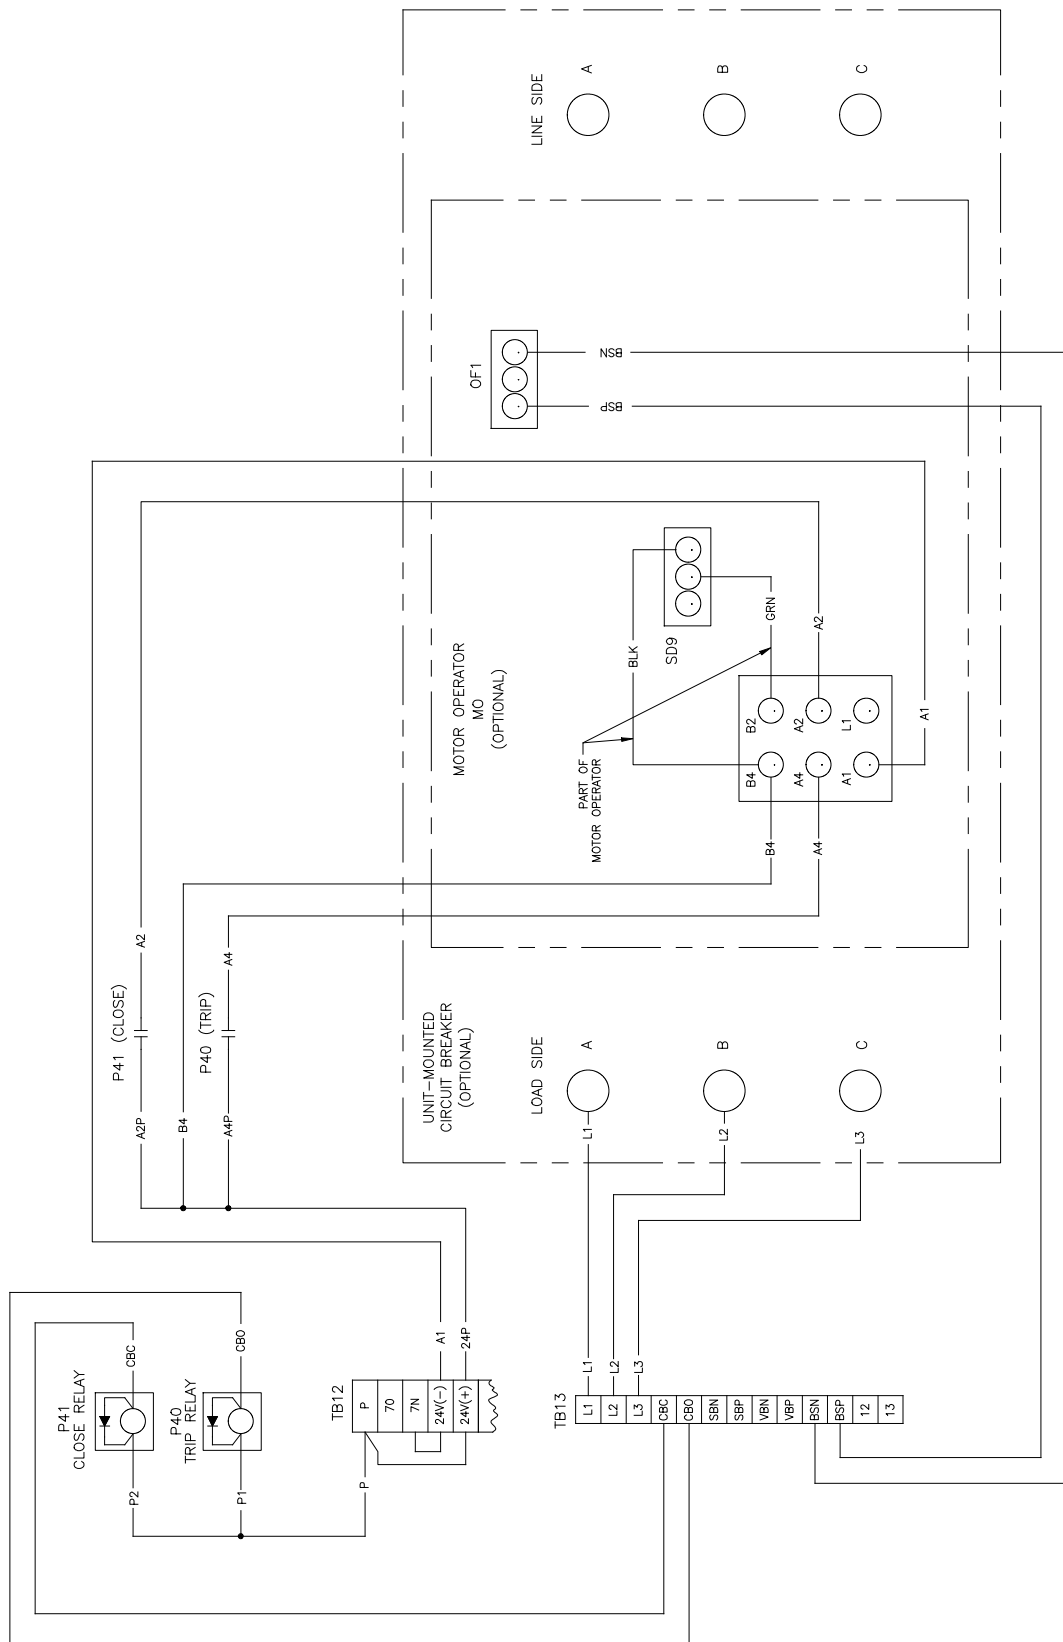 LINE SIDE
A
B
C
OF1
BSN
BSP
MOTOR OPERATOR
MO
(OPTIONAL)
SD9
BLK
GRN
A2
PART OF
MOTOR OPERATOR
B2
A2
L1
B4
A4
A1
A1
B4
A4
A2
A4
P41 (CLOSE)
P40 (TRIP)
A2P
B4
A4P
UNIT-MOUNTED
CIRCUIT BREAKER
(OPTIONAL)
LOAD SIDE
A
B
C
L1
L2
L3
P41
CLOSE RELAY
CBC
P2
P40
TRIP RELAY
CBO
P1
P
TB12
P
70
7N
24V(-)
24V(+)
A1
24P
L1
L2
L3
TB13
L1
L2
L3
CBC
CBO
SBN
SBP
VBN
VBP
BSN
BSP
12
13